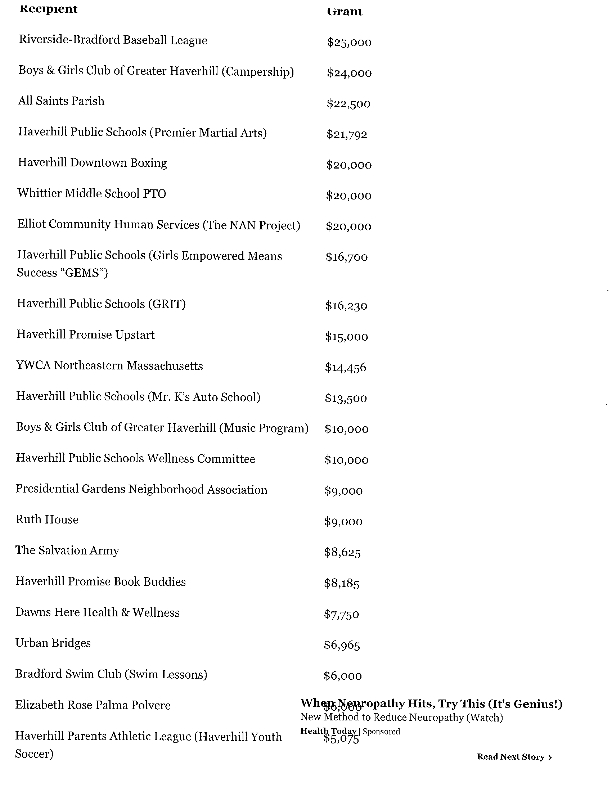 Recipient Grant
Riverside-Bradford Baseball League $25,000
Boys & Girls Club of Greater Haverhill (Campership) $24,000
All Saints Parish $22,500
Haverhill Public Schools (Premier Martial Arts) $21,792
Haverhill Downtown Boxing $20,000
Whittier Middle School PTO $20,000
Elliot Community Human Services (The NAN Project) $20,000
Haverhill Public Schools (Girls Empowered Means $16,700
Success "GEMS")
Haverhill Public Schools (GRIT) $16,230
Haverhill Promise Upstart $15,000
YWCA Northeastern Massachusetts $14,456
Haverhill Public Schools (Mr. K's Auto School) $13,500
Boys & Girls Club of Greater Haverhill (Music Program) $10,000
Haverhill Public Schools Wellness Committee $10,000
Presidential Gardens Neighborhood Association $9,000
Ruth House $9,000
The Salvation Army $8,625
Haverhill Promise Book Buddies $8,185
Dawns Here Health & Wellness $7,750
Urban Bridges $6,965
Bradford Swim Club (Swim Lessons) $6,000
Elizabeth Rose Palma Polvere
When Neuropathy Hits, Try This (It's Genius!)
New Method to Reduce Neuropathy (Watch)
Health Today | Sponsored
Haverhill Parents Athletic League (Haverhill Youth $5,075
Soccer)
Read Next Story >